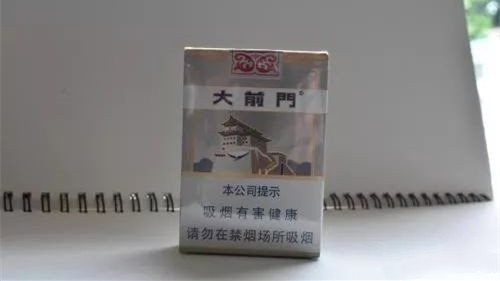 大前門®
本公司提示
吸烟有害健康
请勿在禁烟场所吸烟